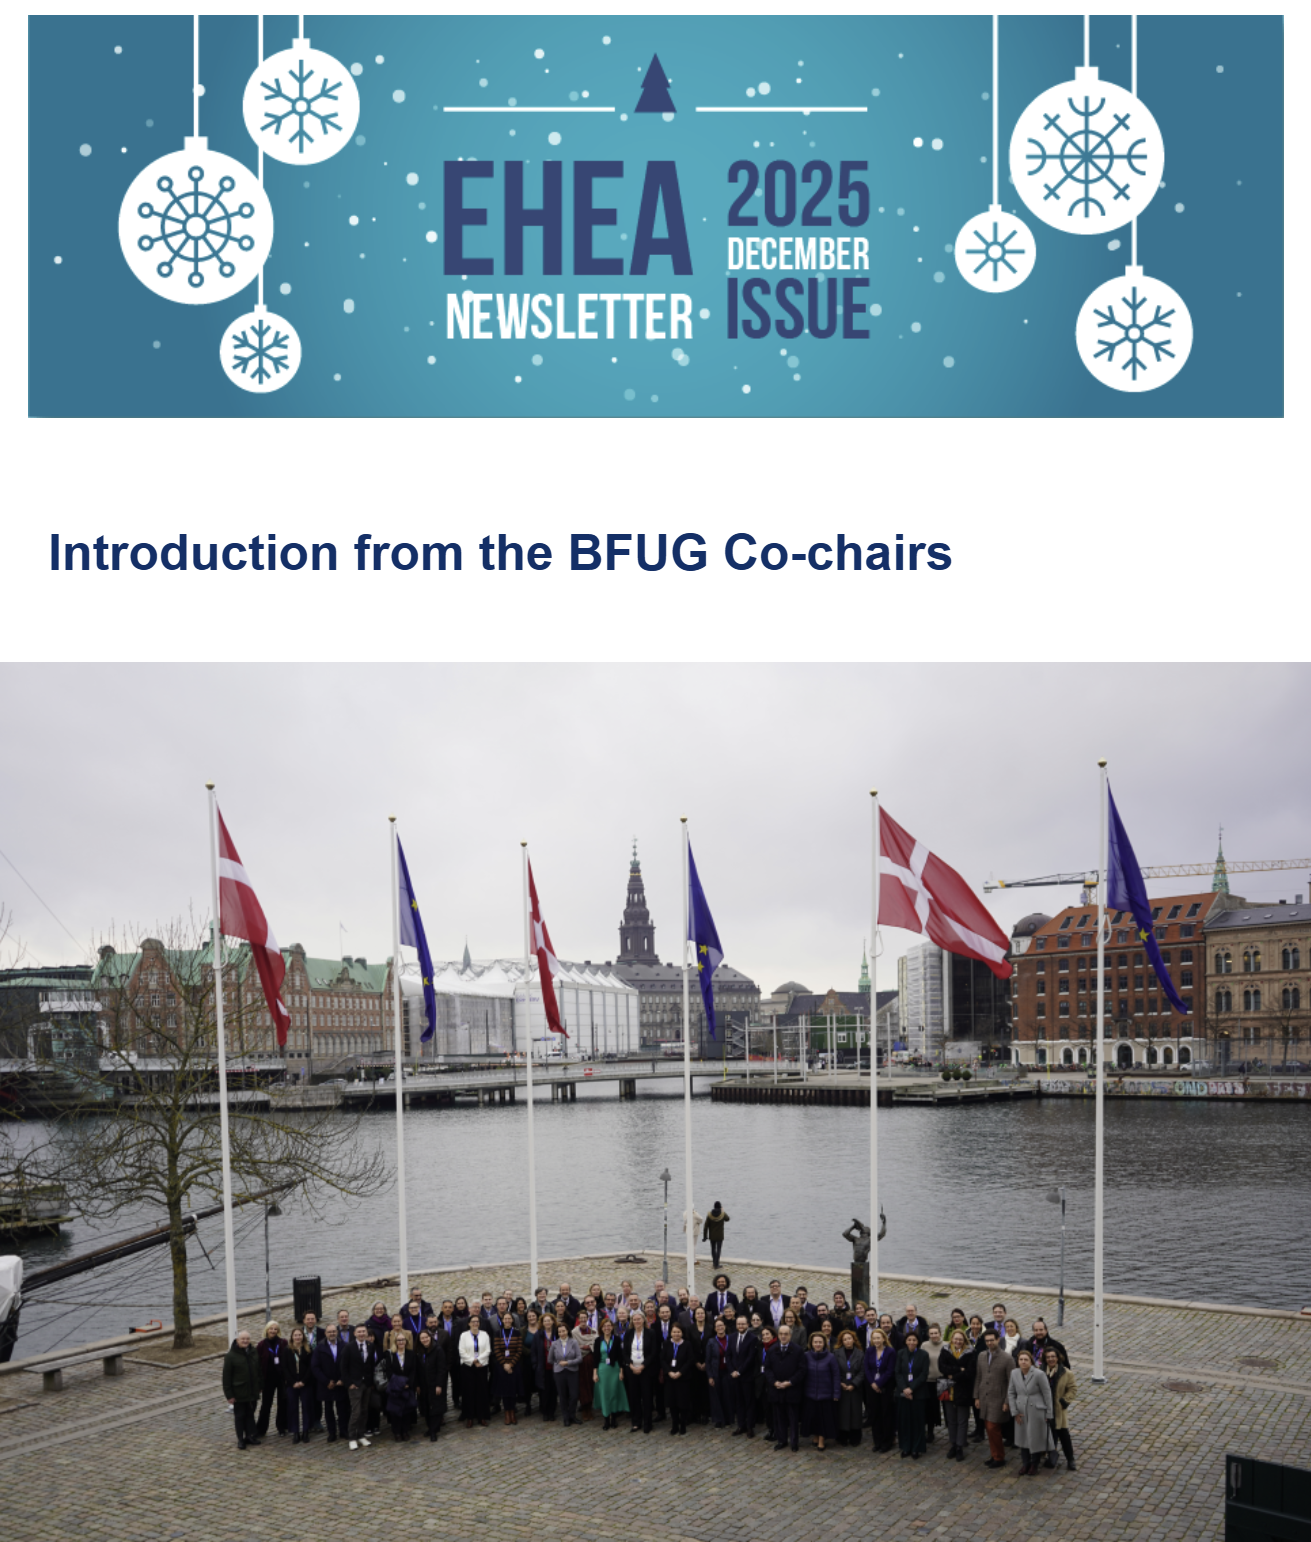 EHEA
NEWSLETTER
2025
DECEMBER
ISSUE
Introduction from the BFUG Co-chairs